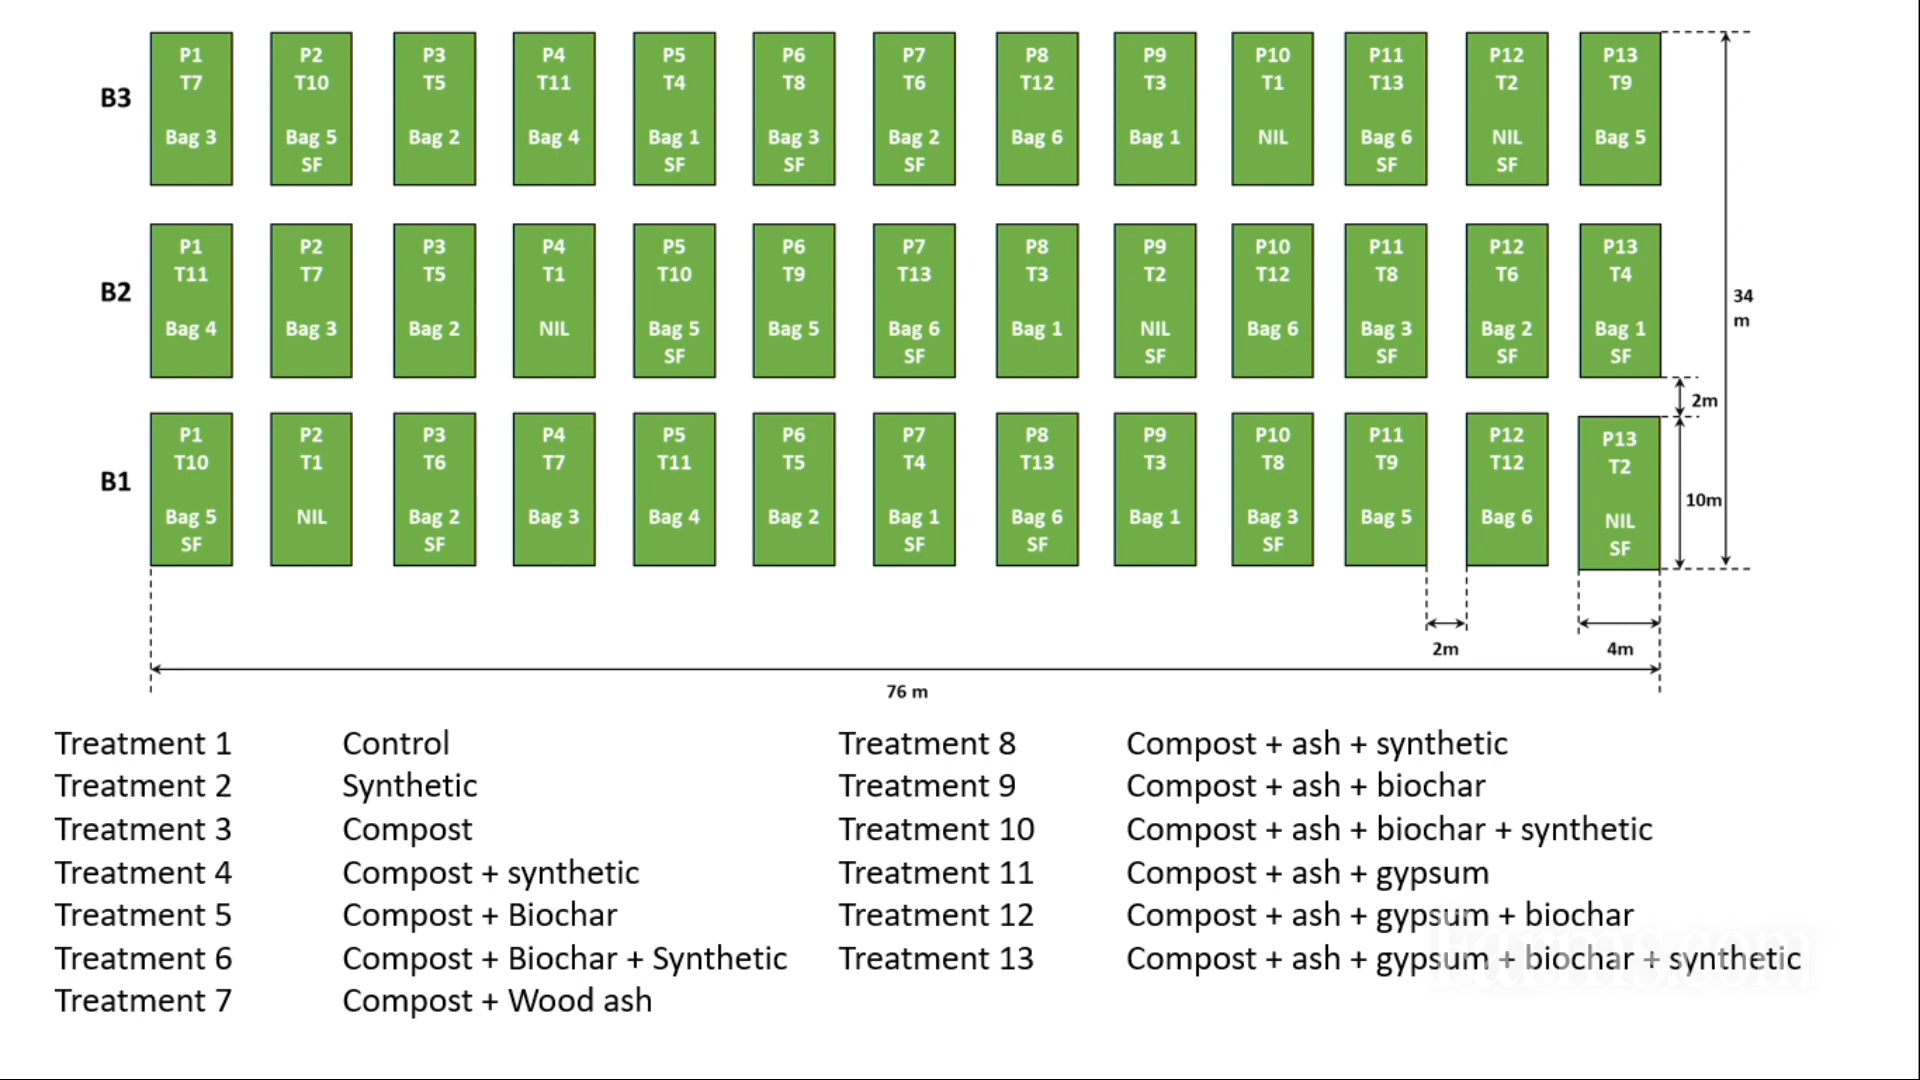 B3
P1 P2 P3 P4 P5 P6 P7 P8 P9 P10 P11 P12 P13
T7 T10 T5 T11 T4 T8 T6 T12 T3 T1 T13 T2 T9
Bag 3 Bag 5 Bag 2 Bag 4 Bag 1 Bag 3 Bag 2 Bag 6 Bag 1 NIL Bag 6 NIL Bag 5
SF SF SF SF SF SF
B2
P1 P2 P3 P4 P5 P6 P7 P8 P9 P10 P11 P12 P13
T11 T7 T5 T1 T10 T9 T13 T3 T2 T12 T8 T6 T4
Bag 4 Bag 3 Bag 2 NIL Bag 5 Bag 5 Bag 6 Bag 1 NIL Bag 6 Bag 3 Bag 2 Bag 1
SF SF SF SF SF SF
34
m
2m
B1
P1 P2 P3 P4 P5 P6 P7 P8 P9 P10 P11 P12 P13
T10 T1 T6 T7 T11 T5 T4 T13 T3 T8 T9 T12 T2
Bag 5 NIL Bag 2 Bag 3 Bag 4 Bag 2 Bag 1 Bag 6 Bag 1 Bag 3 Bag 5 Bag 6 NIL
SF SF SF SF SF SF
10m
2m 4m
76 m
Treatment 1 Control
Treatment 2 Synthetic
Treatment 3 Compost
Treatment 4 Compost + synthetic
Treatment 5 Compost + Biochar
Treatment 6 Compost + Biochar + Synthetic
Treatment 7 Compost + Wood ash
Treatment 8 Compost + ash + synthetic
Treatment 9 Compost + ash + biochar
Treatment 10 Compost + ash + biochar + synthetic
Treatment 11 Compost + ash + gypsum
Treatment 12 Compost + ash + gypsum + biochar
Treatment 13 Compost + ash + gypsum + biochar + synthetic
Farms.com